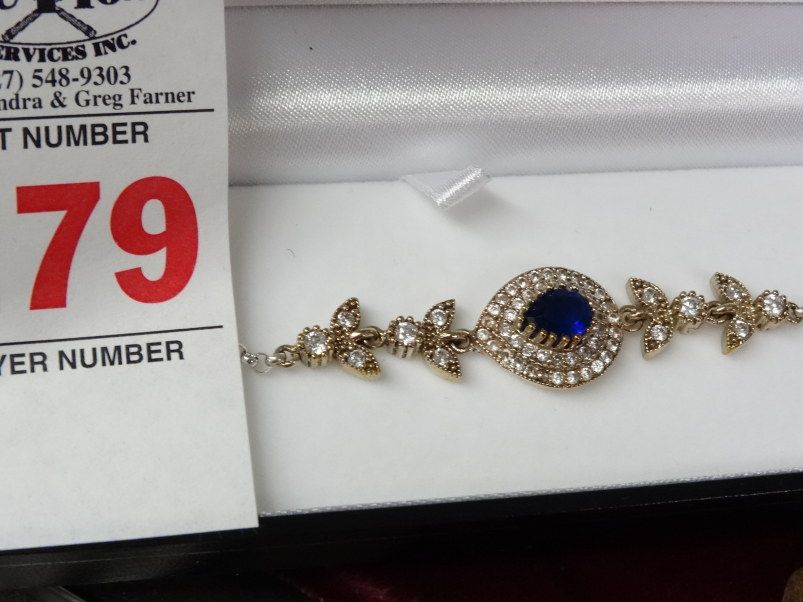 SERVICES INC.
7) 548-9303
ndra & Greg Farner
T NUMBER
79
YER NUMBER